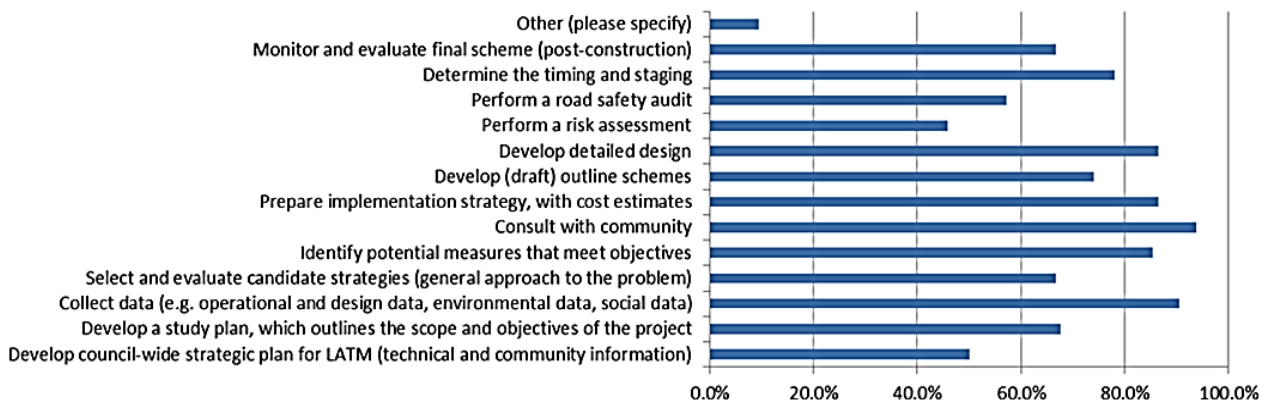 Other (please specify)
Monitor and evaluate final scheme (post-construction)
Determine the timing and staging
Perform a road safety audit
Perform a risk assessment
Develop detailed design
Develop (draft) outline schemes
Prepare implementation strategy, with cost estimates
Consult with community
Identify potential measures that meet objectives
Select and evaluate candidate strategies (general approach to the problem)
Collect data (e.g. operational and design data, environmental data, social data)
Develop a study plan, which outlines the scope and objectives of the project
Develop council-wide strategic plan for LATM (technical and community information)
0.0% 20.0% 40.0% 60.0% 80.0% 100.0%